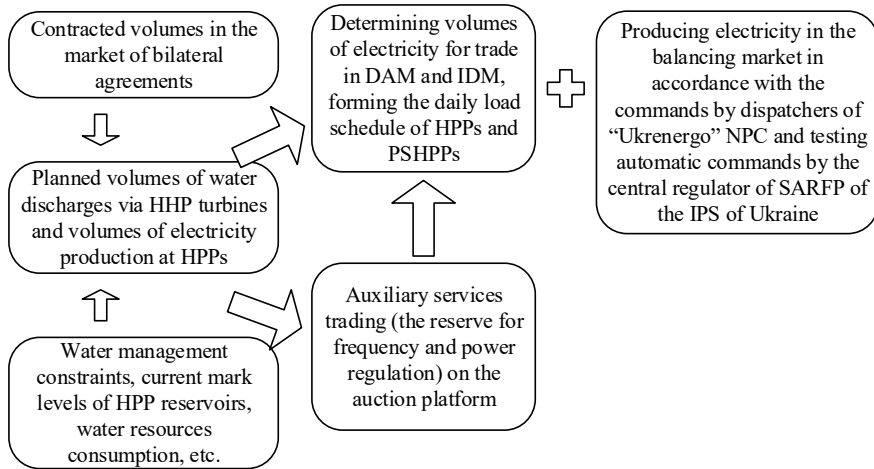 Contracted volumes in the
market of bilateral
agreements
Planned volumes of water
discharges via HHP turbines
and volumes of electricity
production at HPPs
Water management
constraints, current mark
levels of HPP reservoirs,
water resources
consumption, etc.
Determining volumes
of electricity for trade
in DAM and IDM,
forming the daily load
schedule of HPPs and
PSHPPs
Auxiliary services
trading (the reserve for
frequency and power
regulation) on the
auction platform
Producing electricity in the
balancing market in
accordance with the
commands by dispatchers of
“Ukrenergo” NPC and testing
automatic commands by the
central regulator of SARFP of
the IPS of Ukraine